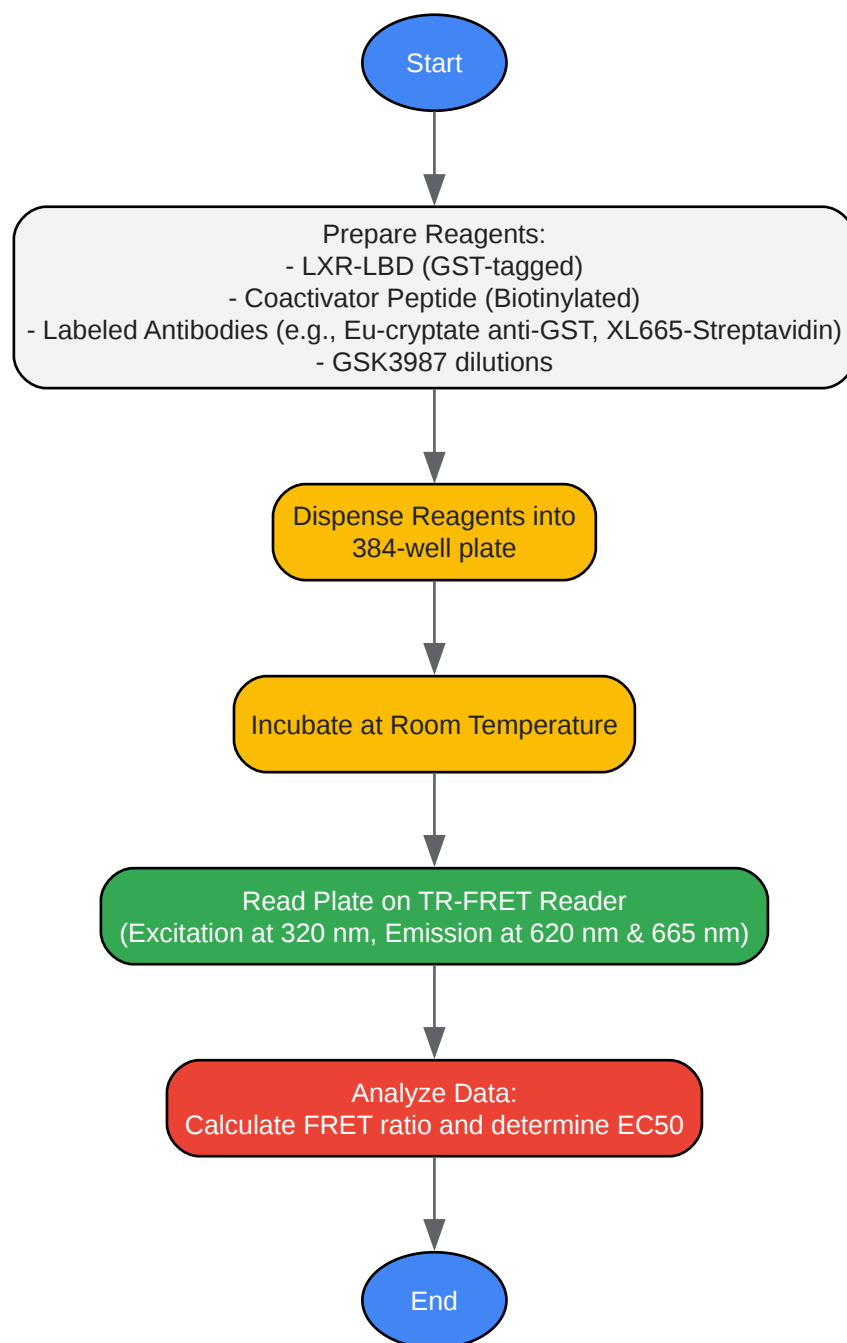 Start
Prepare Reagents:
- LXR-LBD (GST-tagged)
- Coactivator Peptide (Biotinylated)
- Labeled Antibodies (e.g., Eu-cryptate anti-GST, XL665-Streptavidin)
- GSK3987 dilutions
Dispense Reagents into
384-well plate
Incubate at Room Temperature
Read Plate on TR-FRET Reader
(Excitation at 320 nm, Emission at 620 nm & 665 nm)
Analyze Data:
Calculate FRET ratio and determine EC50
End